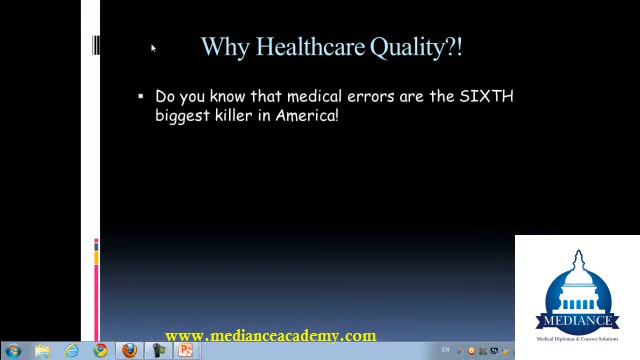 Why Healthcare Quality?!
Do you know that medical errors are the SIXTH
biggest killer in America!
MEDIANCE
Medical Diplomas & Courses Solutions
www.medianceacademy.com
EN